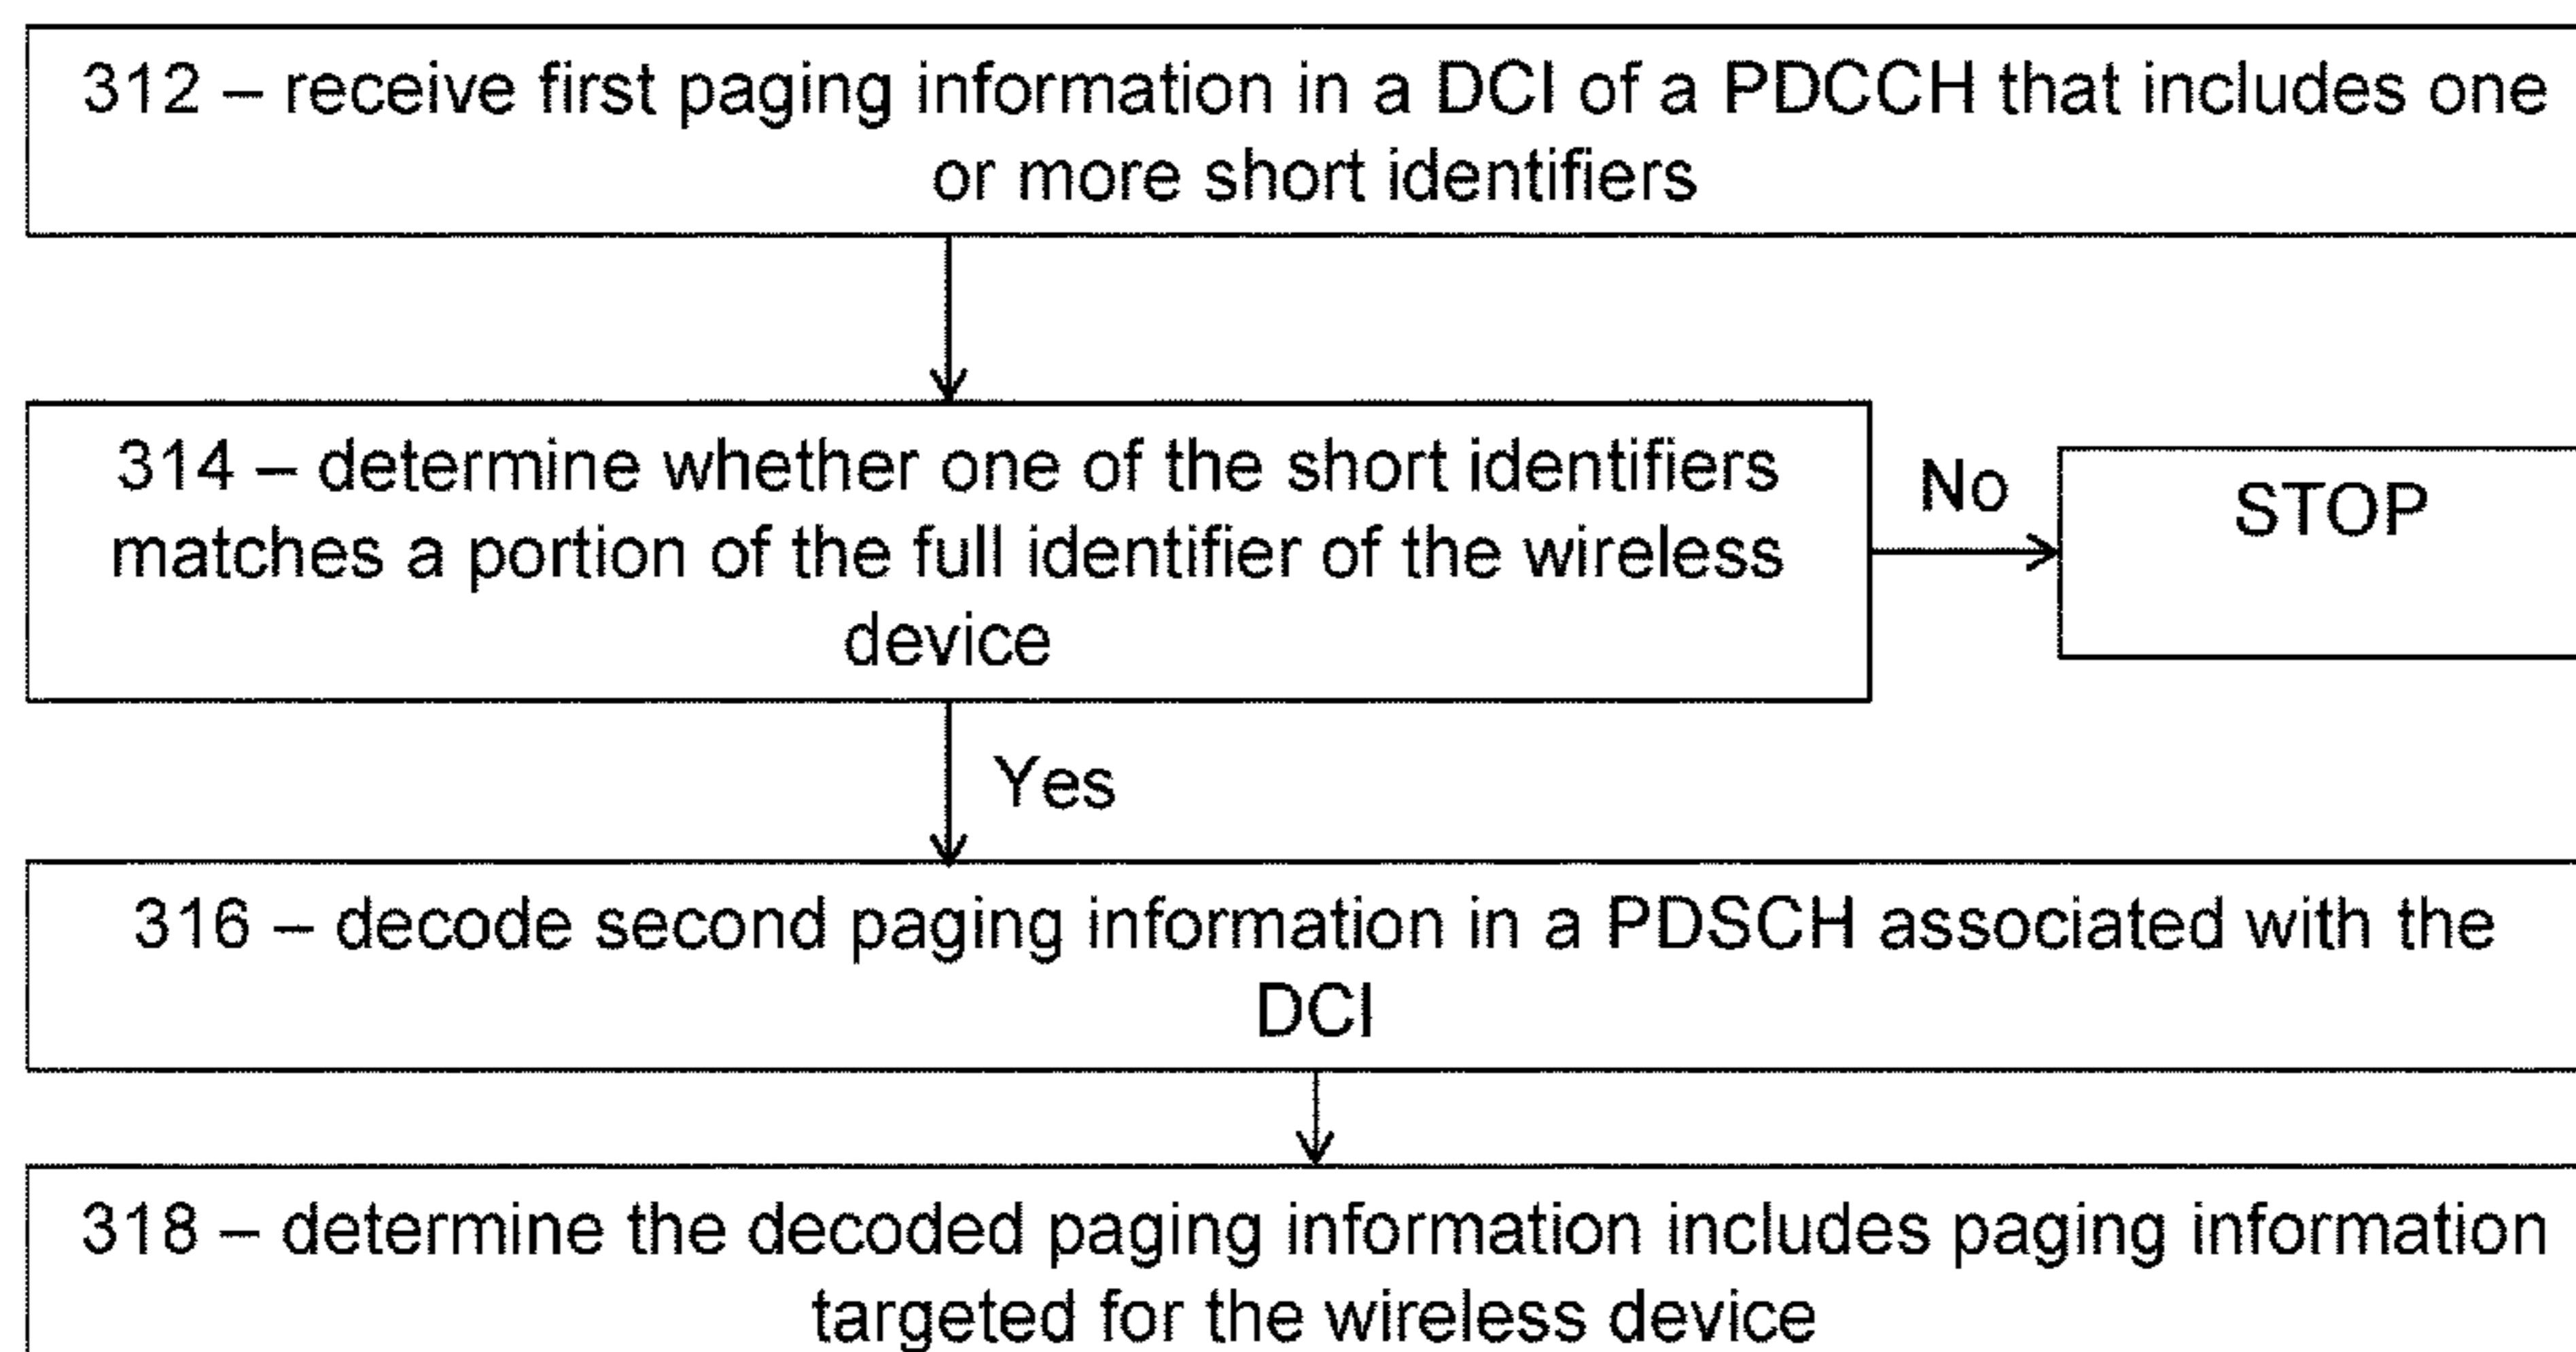 312 – receive first paging information in a DCI of a PDCCH that includes one
or more short identifiers
314 – determine whether one of the short identifiers
matches a portion of the full identifier of the wireless
device
No
STOP
Yes
316 – decode second paging information in a PDSCH associated with the
DCI
318 – determine the decoded paging information includes paging information
targeted for the wireless device